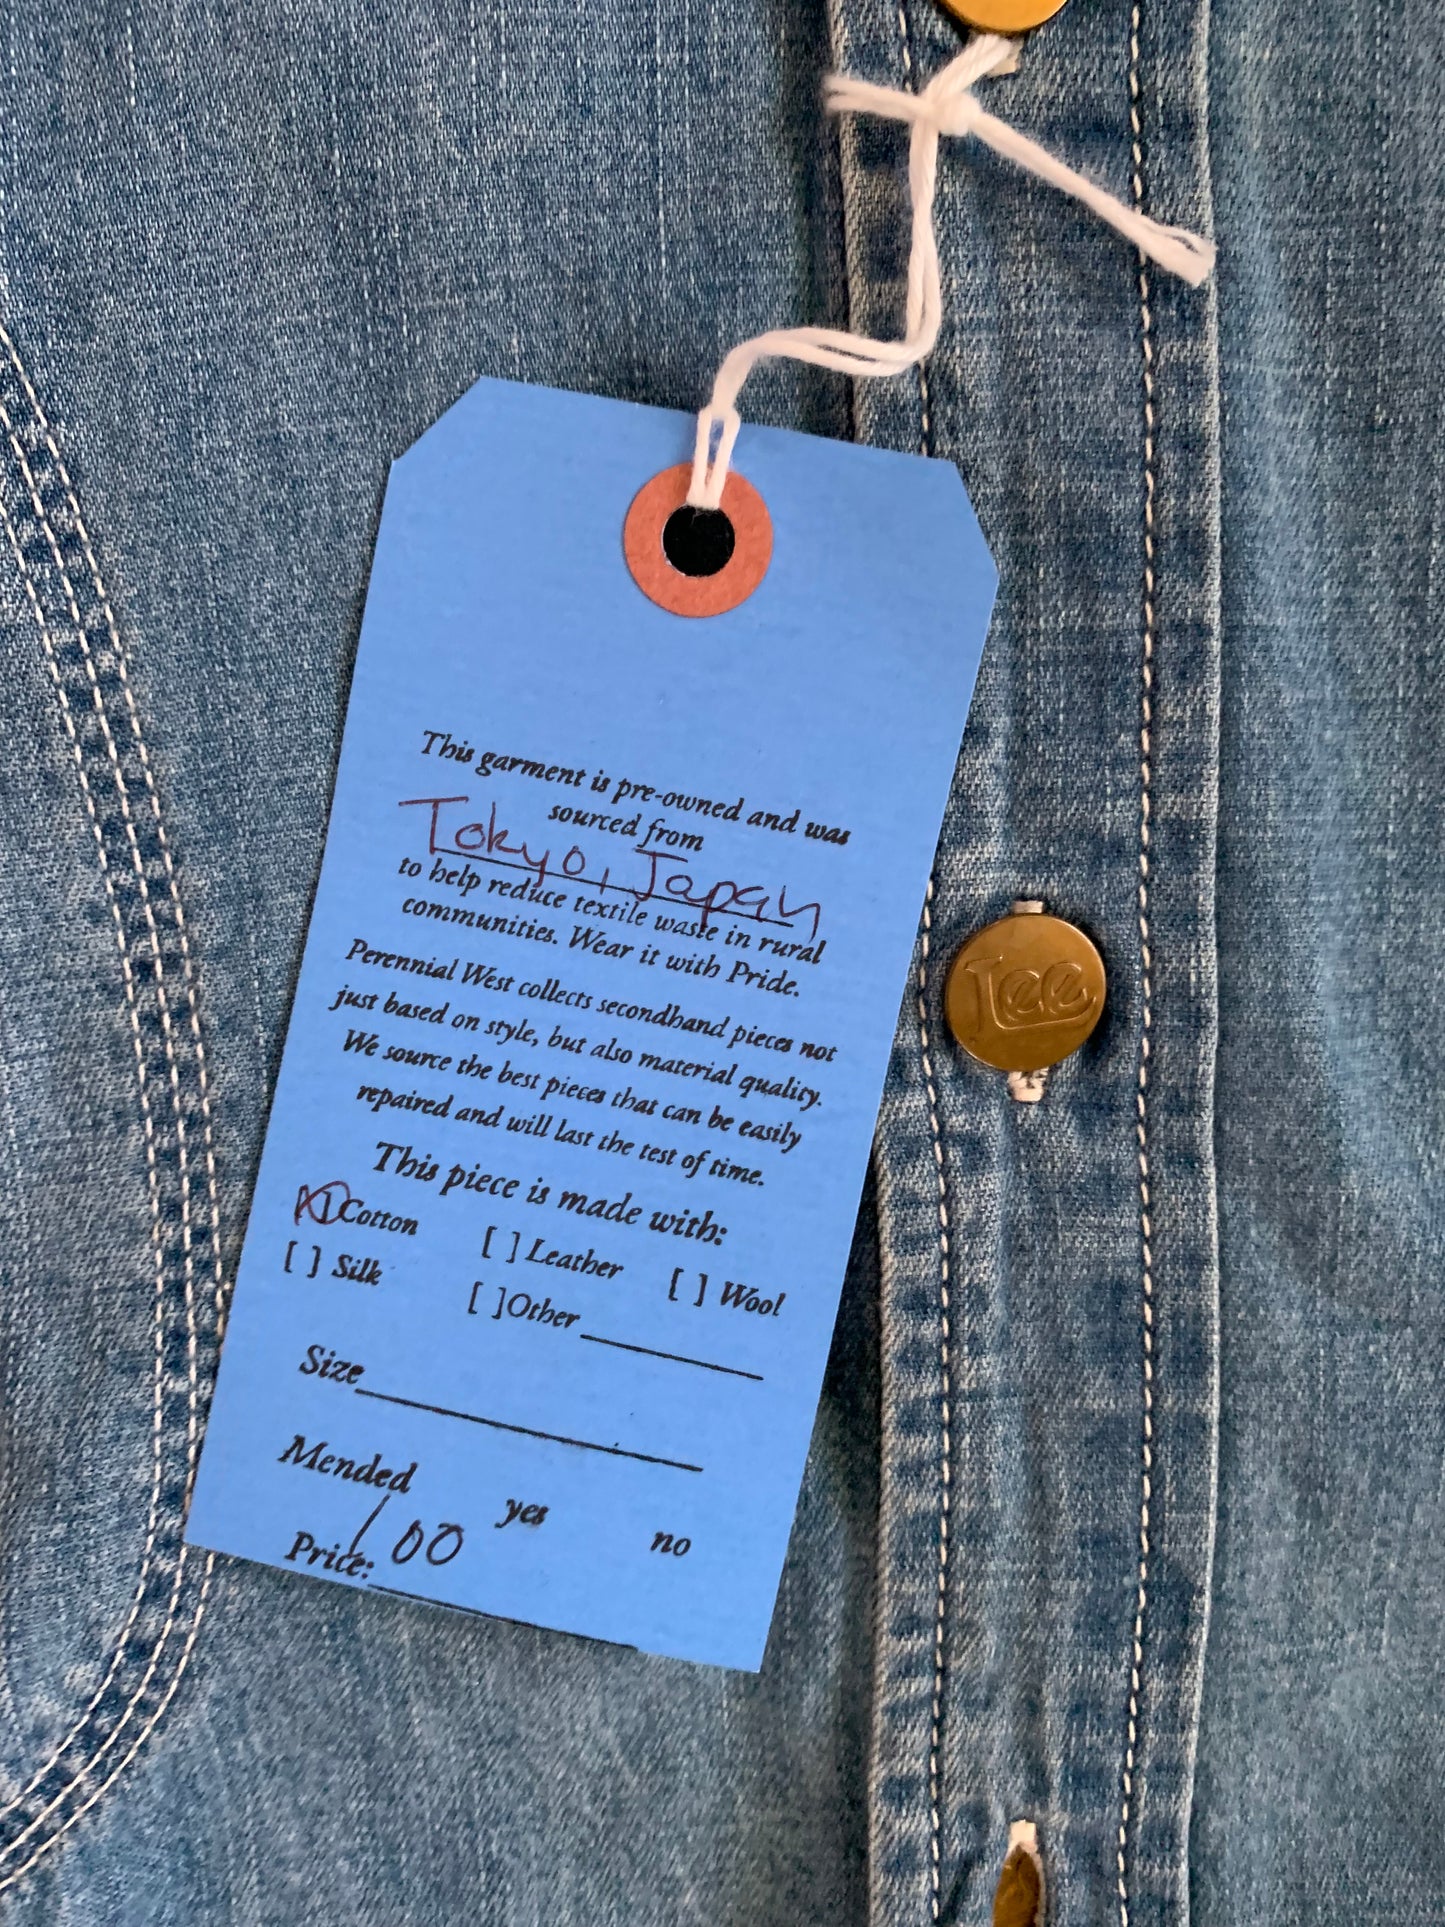 This garment is pre-owned and was
sourced from
Tokyo, Japan
to help reduce textile waste in rural
communities. Wear it with Pride.
Perennial West collects secondhand pieces not
just based on style, but also material quality.
We source the best pieces that can be easily
repaired and will last the test of time.
This piece is made with:
[X] Cotton [ ] Leather [ ] Wool
[ ] Silk [ ] Other
Size
Mended yes no
Price: 100
Lee